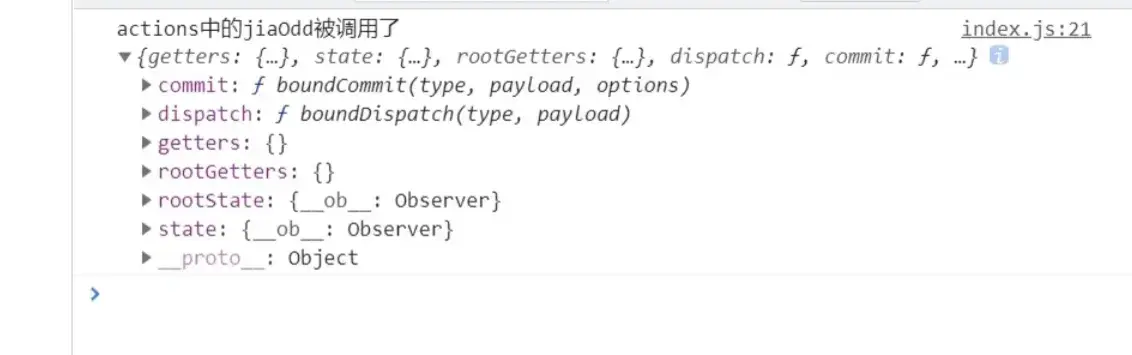 actions中的jiaOdd被调用了 index.js:21
{getters: {…}, state: {…}, rootGetters: {…}, dispatch: ƒ, commit: ƒ, …} i
commit: ƒ boundCommit(type, payload, options)
dispatch: ƒ boundDispatch(type, payload)
getters: {}
rootGetters: {}
rootState: {__ob__: Observer}
state: {__ob__: Observer}
__proto__: Object